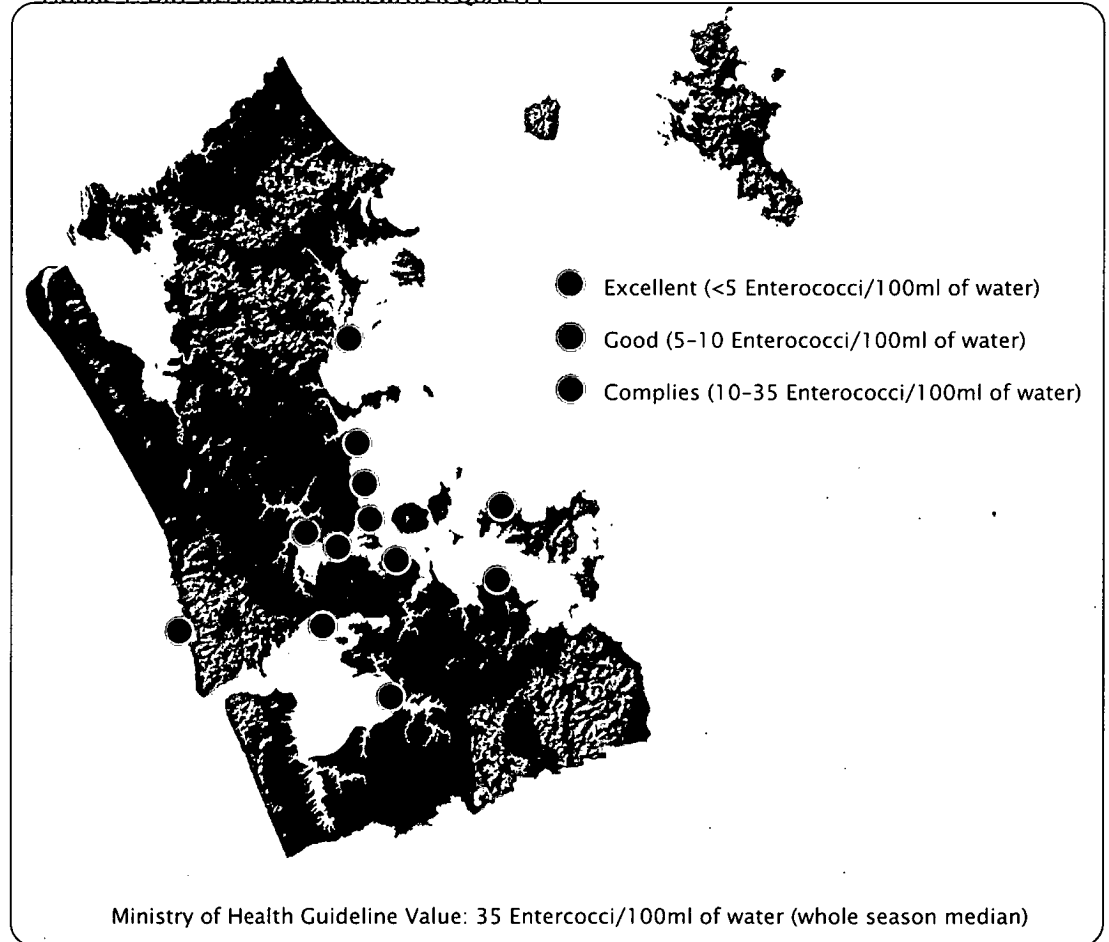 Excellent (<5 Enterococci/100ml of water)
Good (5-10 Enterococci/100ml of water)
Complies (10-35 Enterococci/100ml of water)
Ministry of Health Guideline Value: 35 Entercocci/100ml of water (whole season median)